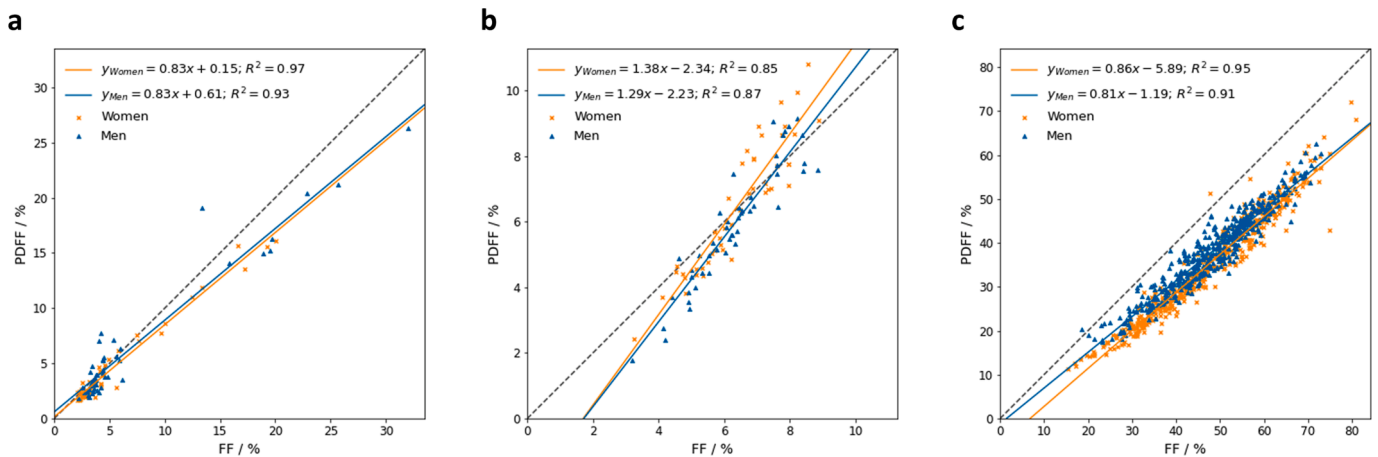 a
y_Women = 0.83x + 0.15; R² = 0.97
y_Men = 0.83x + 0.61; R² = 0.93
Women
Men
PDFF / %
30
25
20
15
10
5
0
0 5 10 15 20 25 30
FF / %
b
y_Women = 1.38x − 2.34; R² = 0.85
y_Men = 1.29x − 2.23; R² = 0.87
Women
Men
PDFF / %
10
8
6
4
2
0
0 2 4 6 8 10
FF / %
c
y_Women = 0.86x − 5.89; R² = 0.95
y_Men = 0.81x − 1.19; R² = 0.91
Women
Men
PDFF / %
80
70
60
50
40
30
20
10
0
0 10 20 30 40 50 60 70 80
FF / %